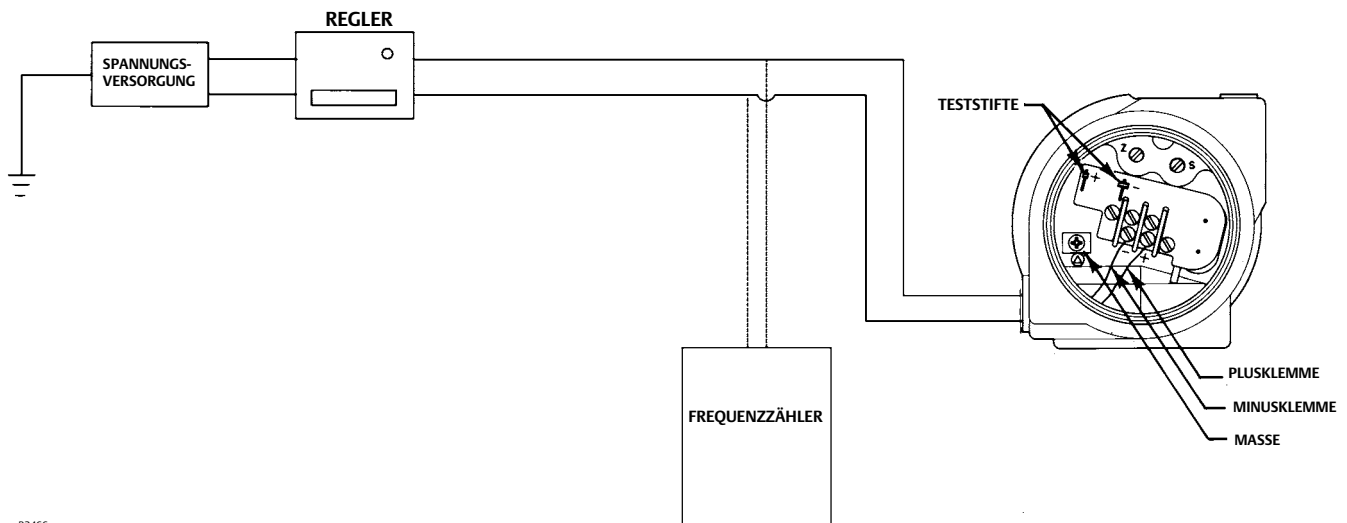 REGLER
SPANNUNGS-
VERSORGUNG
TESTSTIFTE
Z
S
+
-
- +
PLUSKLEMME
FREQUENZZÄHLER
MINUSKLEMME
MASSE